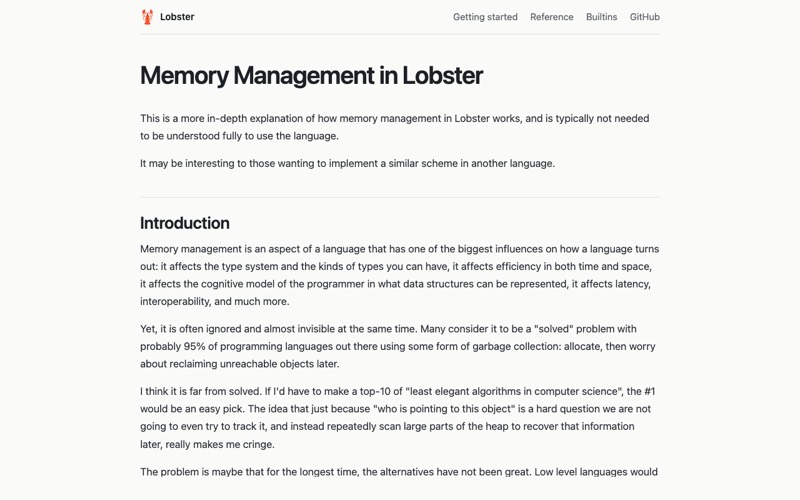 Lobster
Getting started
Reference
Builtins
GitHub
Memory Management in Lobster
This is a more in-depth explanation of how memory management in Lobster works, and is typically not needed
to be understood fully to use the language.
It may be interesting to those wanting to implement a similar scheme in another language.
Introduction
Memory management is an aspect of a language that has one of the biggest influences on how a language turns
out: it affects the type system and the kinds of types you can have, it affects efficiency in both time and space,
it affects the cognitive model of the programmer in what data structures can be represented, it affects latency,
interoperability, and much more.
Yet, it is often ignored and almost invisible at the same time. Many consider it to be a "solved" problem with
probably 95% of programming languages out there using some form of garbage collection: allocate, then worry
about reclaiming unreachable objects later.
I think it is far from solved. If I'd have to make a top-10 of "least elegant algorithms in computer science", the #1
would be an easy pick. The idea that just because "who is pointing to this object" is a hard question we are not
going to even try to track it, and instead repeatedly scan large parts of the heap to recover that information
later, really makes me cringe.
The problem is maybe that for the longest time, the alternatives have not been great. Low level languages would